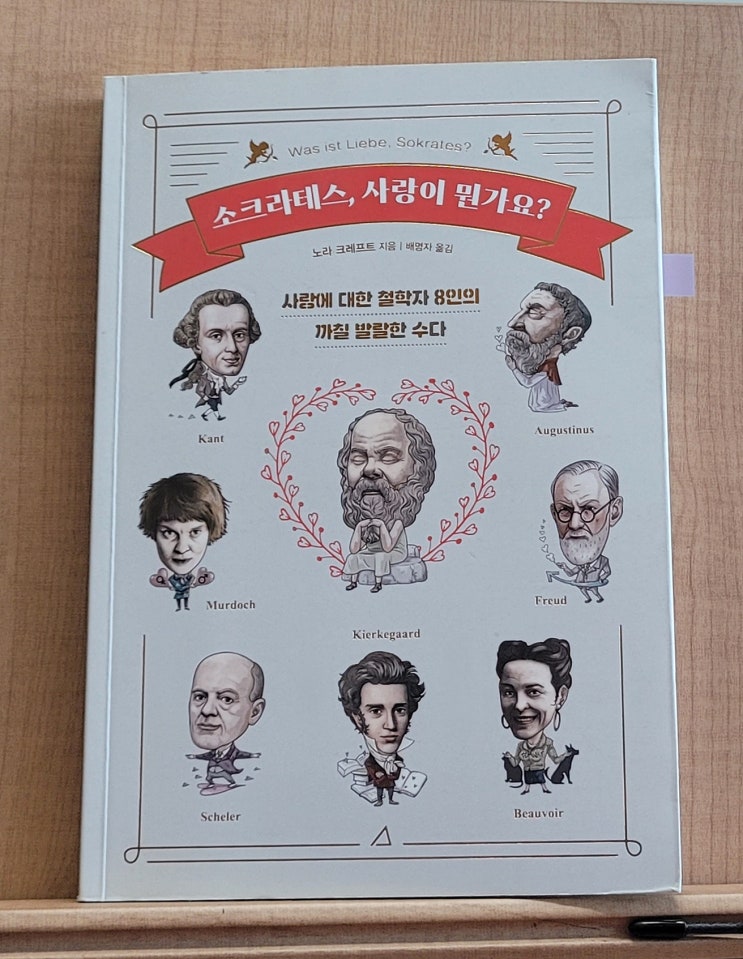 Was ist Liebe, Sokrates?
소크라테스, 사랑이 뭔가요?
노라 크레프트 지음 | 배명자 옮김
사랑에 대한 철학자 8인의
까칠 발랄한 수다
Kant
Augustinus
Murdoch
Freud
Kierkegaard
Scheler
Beauvoir